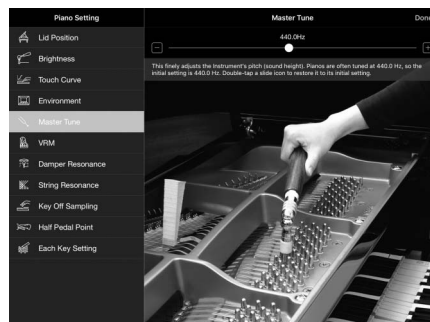 Piano Setting
Lid Position
Brightness
Touch Curve
Environment
Master Tune
VRM
Damper Resonance
String Resonance
Key Off Sampling
Half Pedal Point
Each Key Setting
Master Tune
Done
440.0Hz
This finely adjusts the Instrument's pitch (sound height). Pianos are often tuned at 440.0 Hz, so the
initial setting is 440.0 Hz. Double-tap a slide icon to restore it to its initial setting.